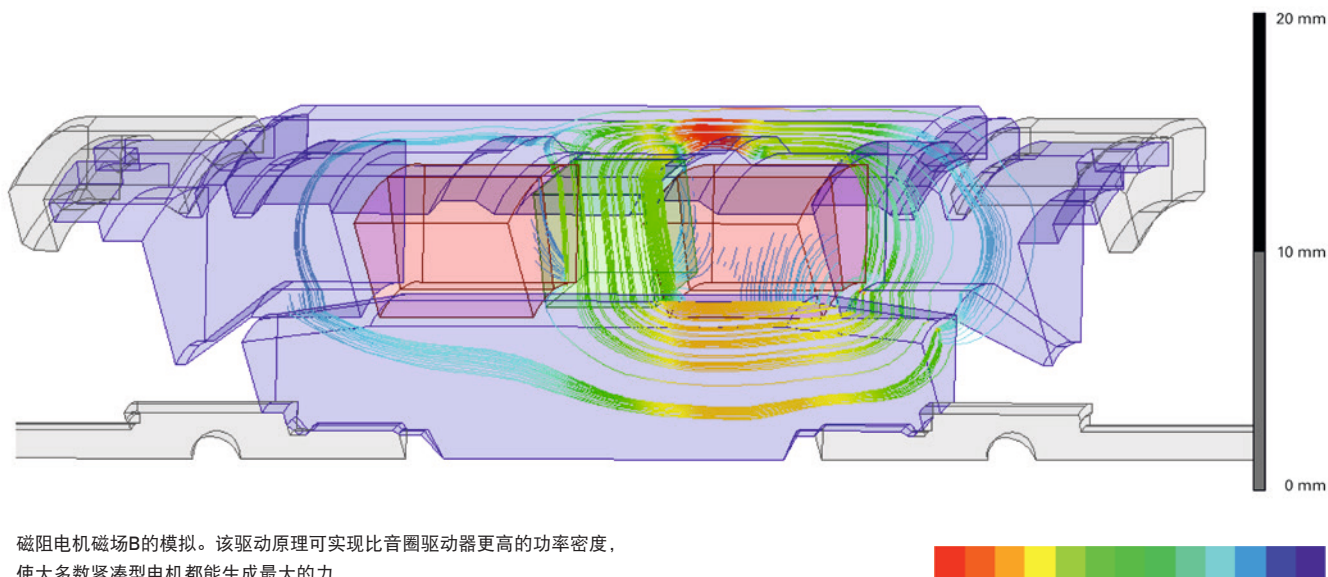 20 mm
10 mm
0 mm
磁阻电机磁场B的模拟。该驱动原理可实现比音圈驱动器更高的功率密度，
使大多数紧凑型电机都能生成最大的力